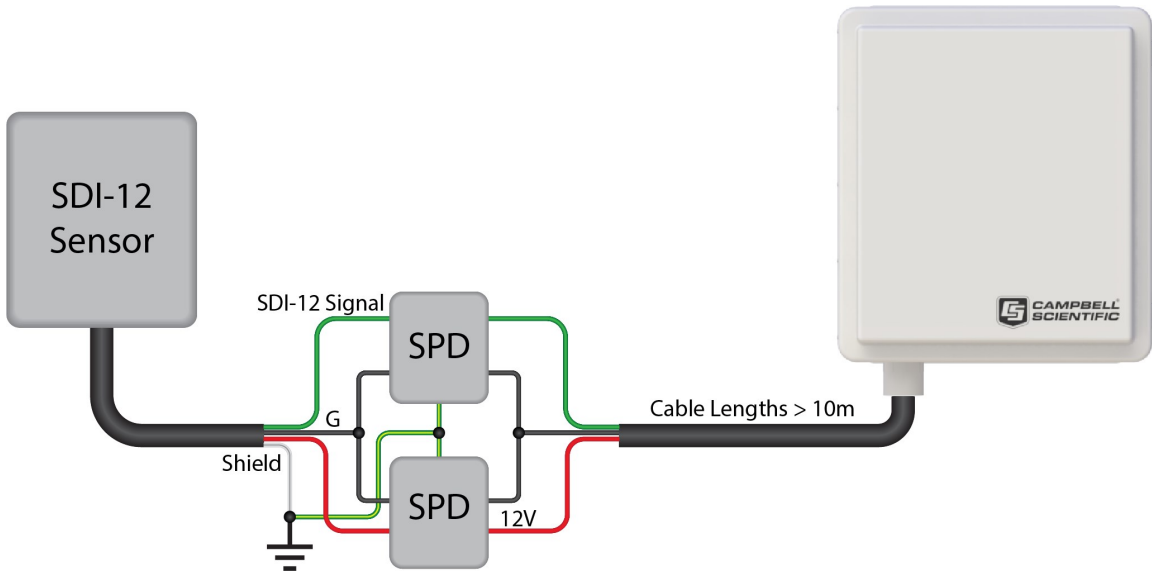 SDI-12
Sensor
SDI-12 Signal
SPD
G
Cable Lengths > 10m
Shield
SPD
12V
CAMPBELL
SCIENTIFIC